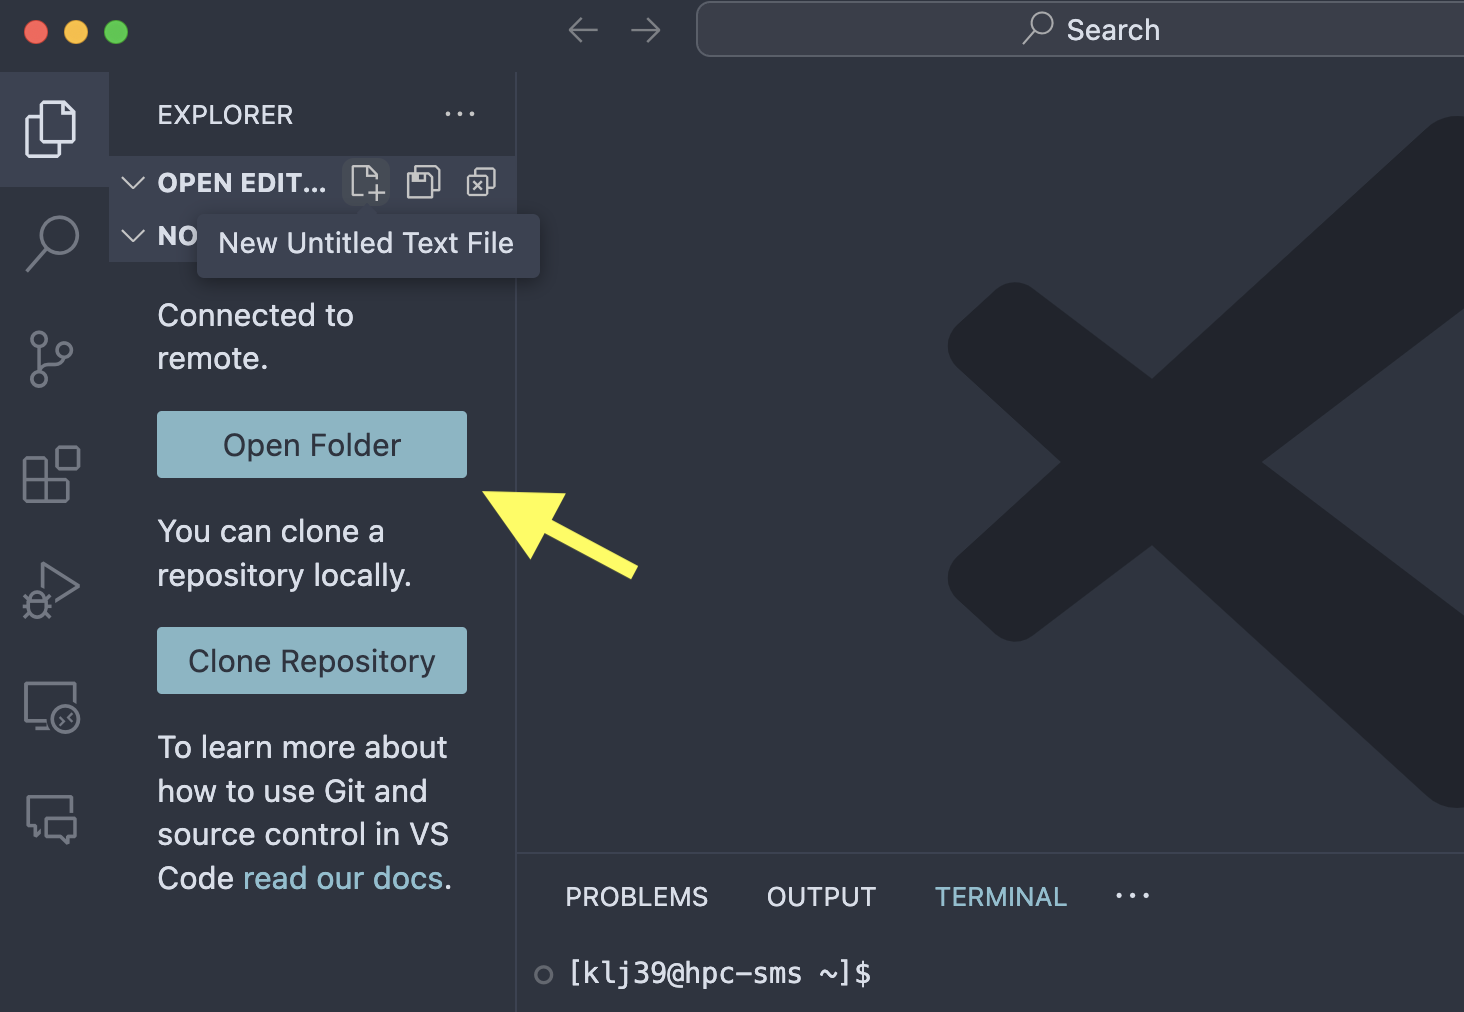 Search
EXPLORER
OPEN EDIT...
NO
New Untitled Text File
Connected to
remote.
Open Folder
You can clone a
repository locally.
Clone Repository
To learn more about
how to use Git and
source control in VS
Code read our docs.
PROBLEMS OUTPUT TERMINAL ...
[klj39@hpc-sms ~]$